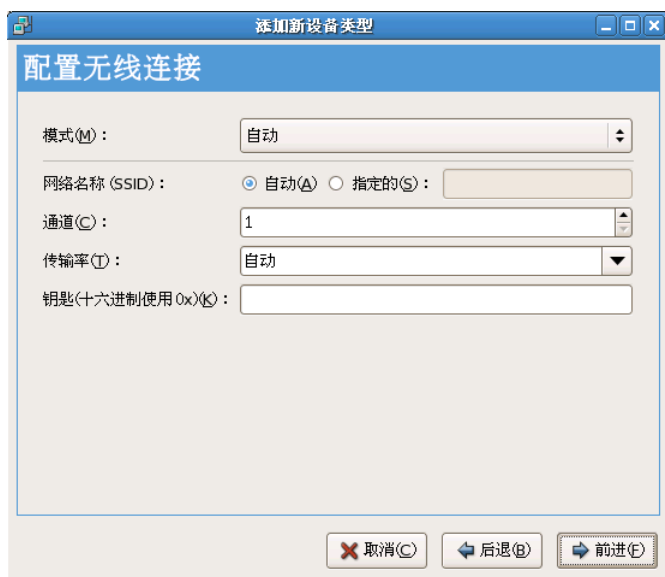 添加新设备类型
配置无线连接
模式(M)： 自动
网络名称 (SSID)： 自动(A) 指定的(S)：
通道(C)： 1
传输率(T)： 自动
钥匙(十六进制使用 0x)(K)：
取消(C) 后退(B) 前进(F)